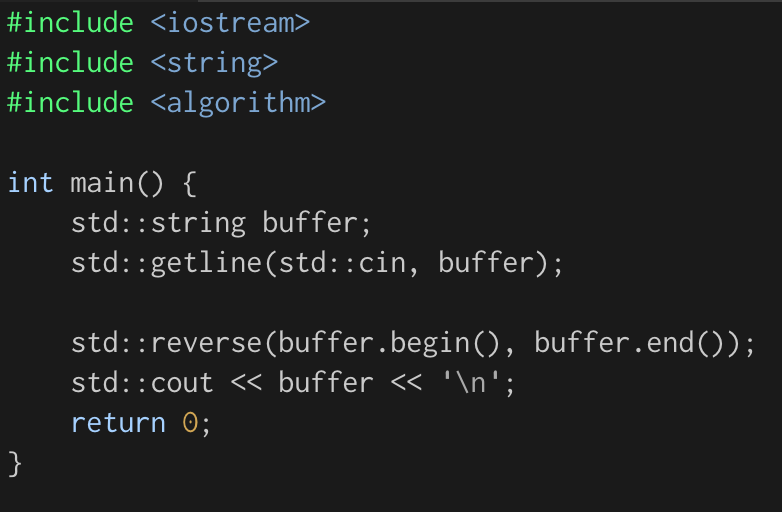 #include <iostream>
#include <string>
#include <algorithm>

int main() {
    std::string buffer;
    std::getline(std::cin, buffer);

    std::reverse(buffer.begin(), buffer.end());
    std::cout << buffer << '\n';
    return 0;
}